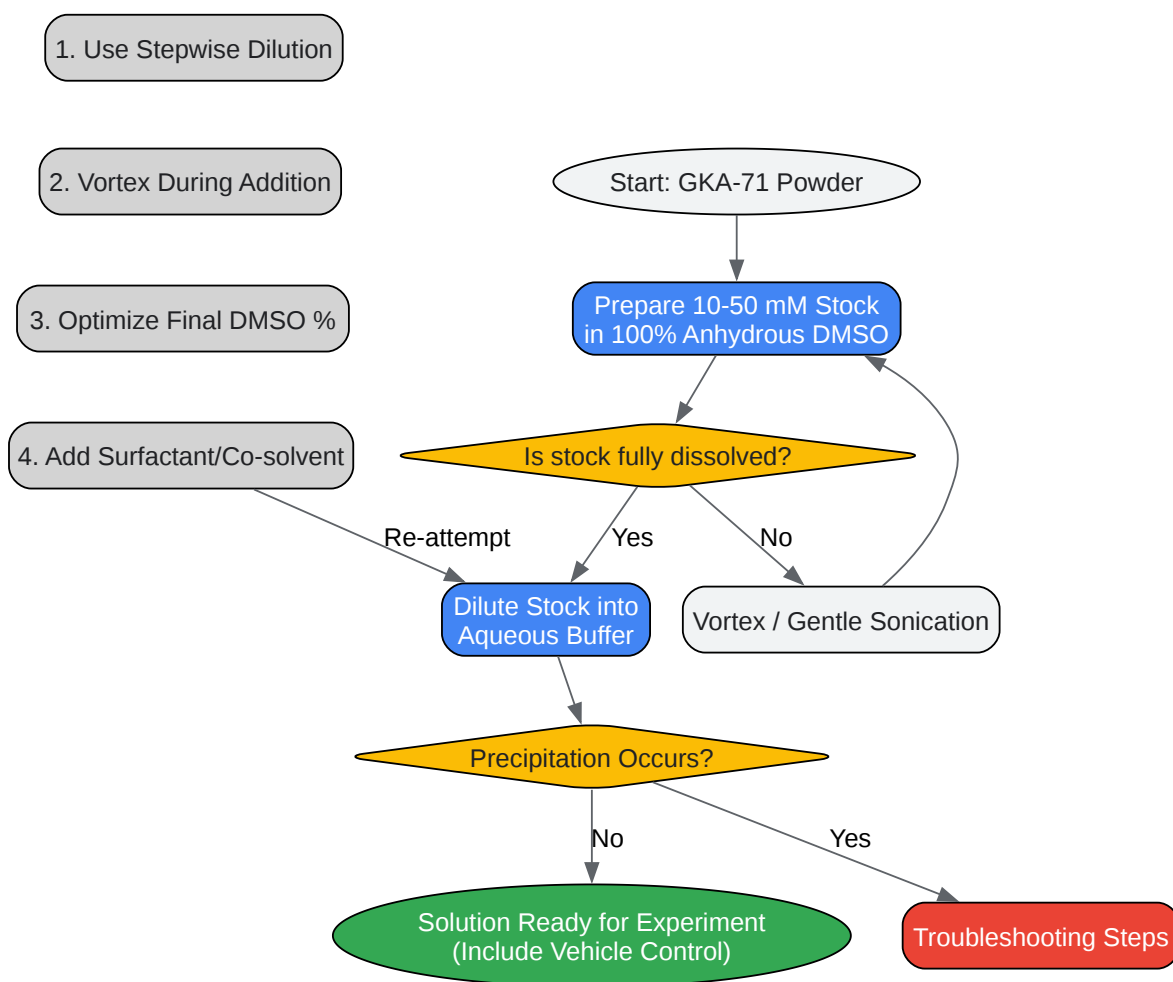 1. Use Stepwise Dilution
2. Vortex During Addition
Start: GKA-71 Powder
3. Optimize Final DMSO %
Prepare 10-50 mM Stock
in 100% Anhydrous DMSO
4. Add Surfactant/Co-solvent
Is stock fully dissolved?
Re-attempt
Yes
No
Dilute Stock into
Aqueous Buffer
Vortex / Gentle Sonication
Precipitation Occurs?
No
Yes
Solution Ready for Experiment
(Include Vehicle Control)
Troubleshooting Steps